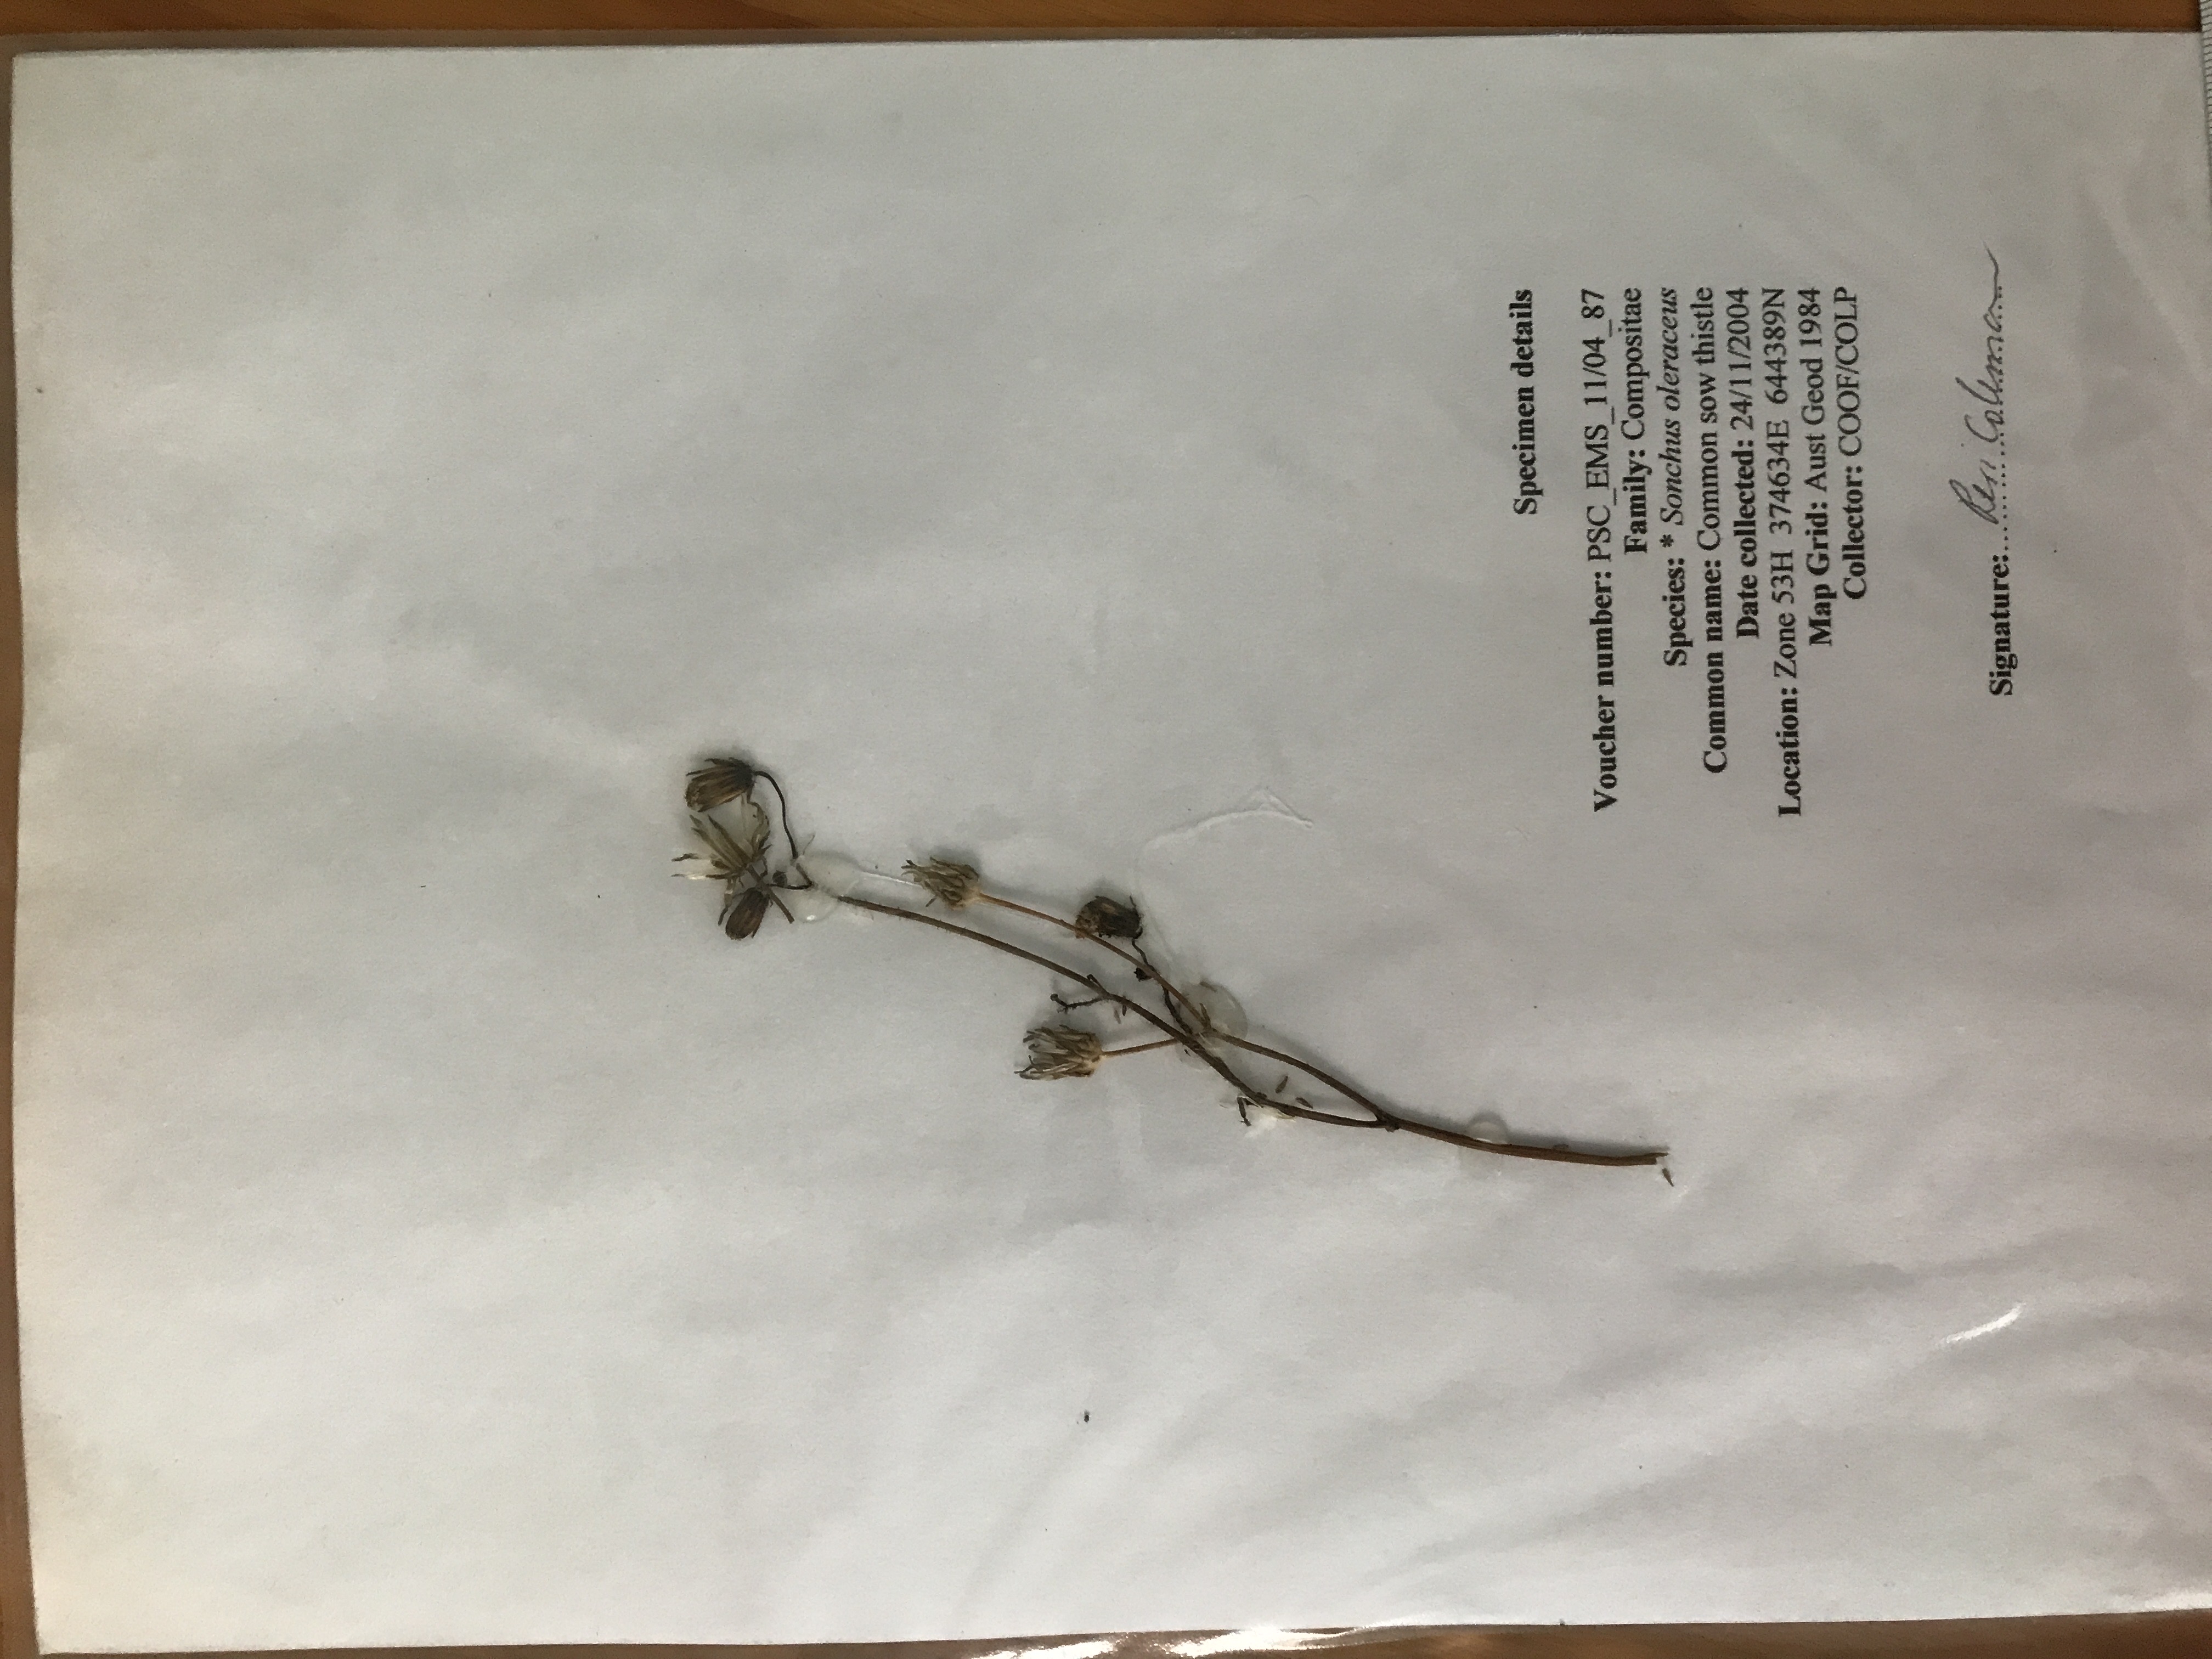 Specimen details
Voucher number: PSC_EMS_11/04_87
Family: Compositae
Species: * Sonchus oleraceus
Common name: Common sow thistle
Date collected: 24/11/2004
Location: Zone 53H 374634E 644389N
Map Grid: Aust Geod 1984
Collector: COOF/COLP
Signature: Peri Coleman